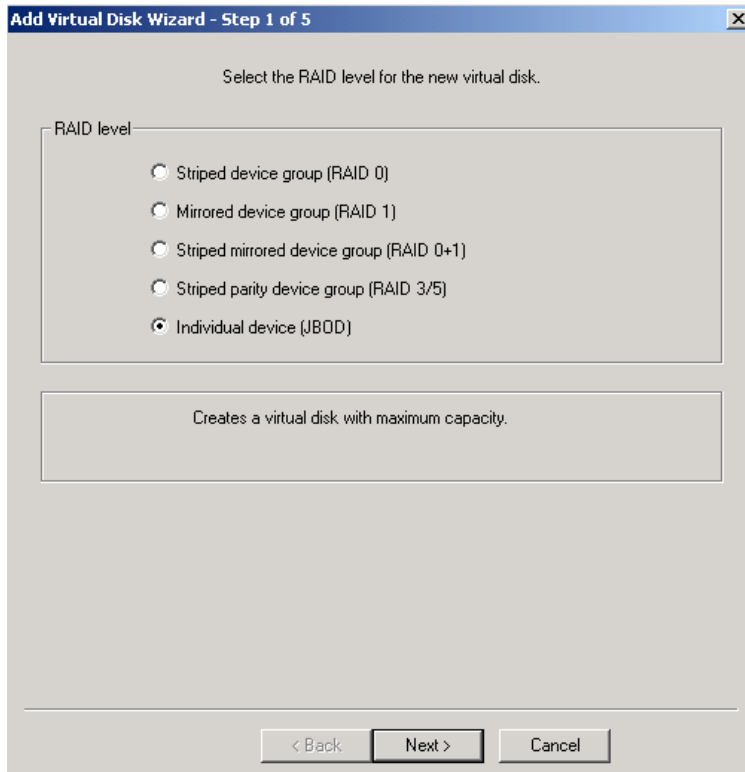 Add Virtual Disk Wizard - Step 1 of 5
Select the RAID level for the new virtual disk.
RAID level
Striped device group (RAID 0)
Mirrored device group (RAID 1)
Striped mirrored device group (RAID 0+1)
Striped parity device group (RAID 3/5)
Individual device (JBOD)
Creates a virtual disk with maximum capacity.
< Back Next > Cancel